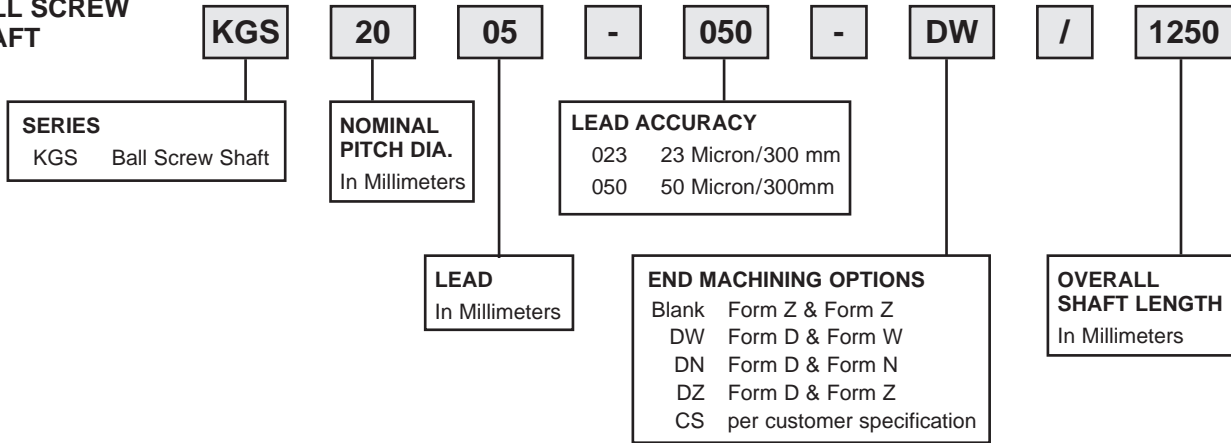 KGS 20 05 - 050 - DW / 1250
SERIES
KGS Ball Screw Shaft
NOMINAL
PITCH DIA.
In Millimeters
LEAD ACCURACY
023 23 Micron/300 mm
050 50 Micron/300mm
LEAD
In Millimeters
END MACHINING OPTIONS
Blank Form Z & Form Z
DW Form D & Form W
DN Form D & Form N
DZ Form D & Form Z
CS per customer specification
OVERALL
SHAFT LENGTH
In Millimeters